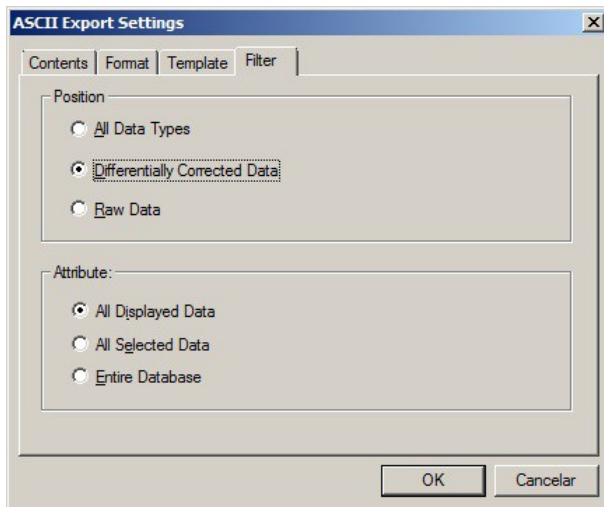 ASCII Export Settings
Contents Format Template Filter
Position
All Data Types
Differentially Corrected Data
Raw Data
Attribute:
All Displayed Data
All Selected Data
Entire Database
OK Cancelar